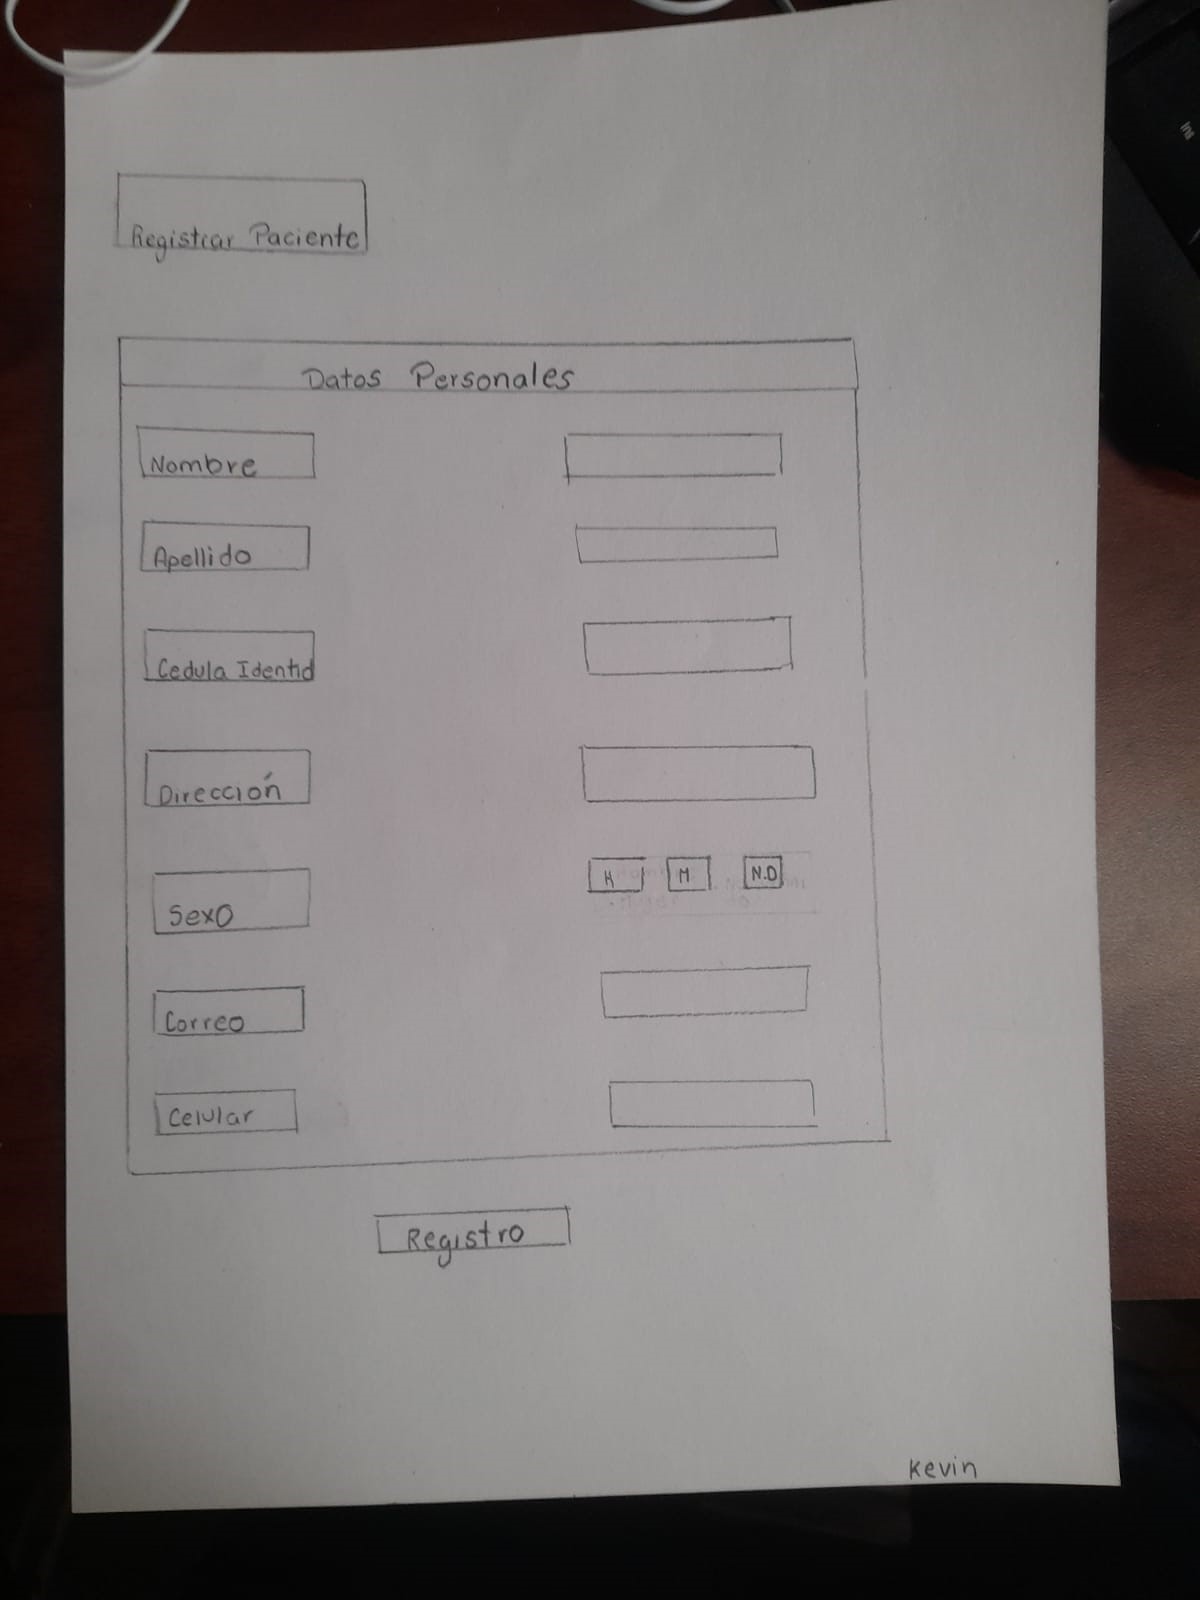 Registrar Paciente
Datos Personales
Nombre
Apellido
Cedula Identid
Dirección
Sexo H M N.D
Correo
Celular
Registro
Kevin